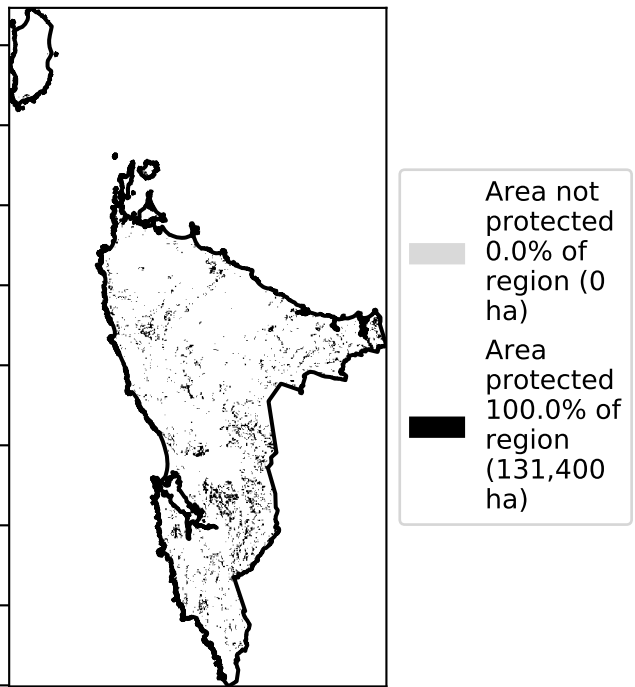 Area not
protected
0.0% of
region (0
ha)
Area
protected
100.0% of
region
(131,400
ha)